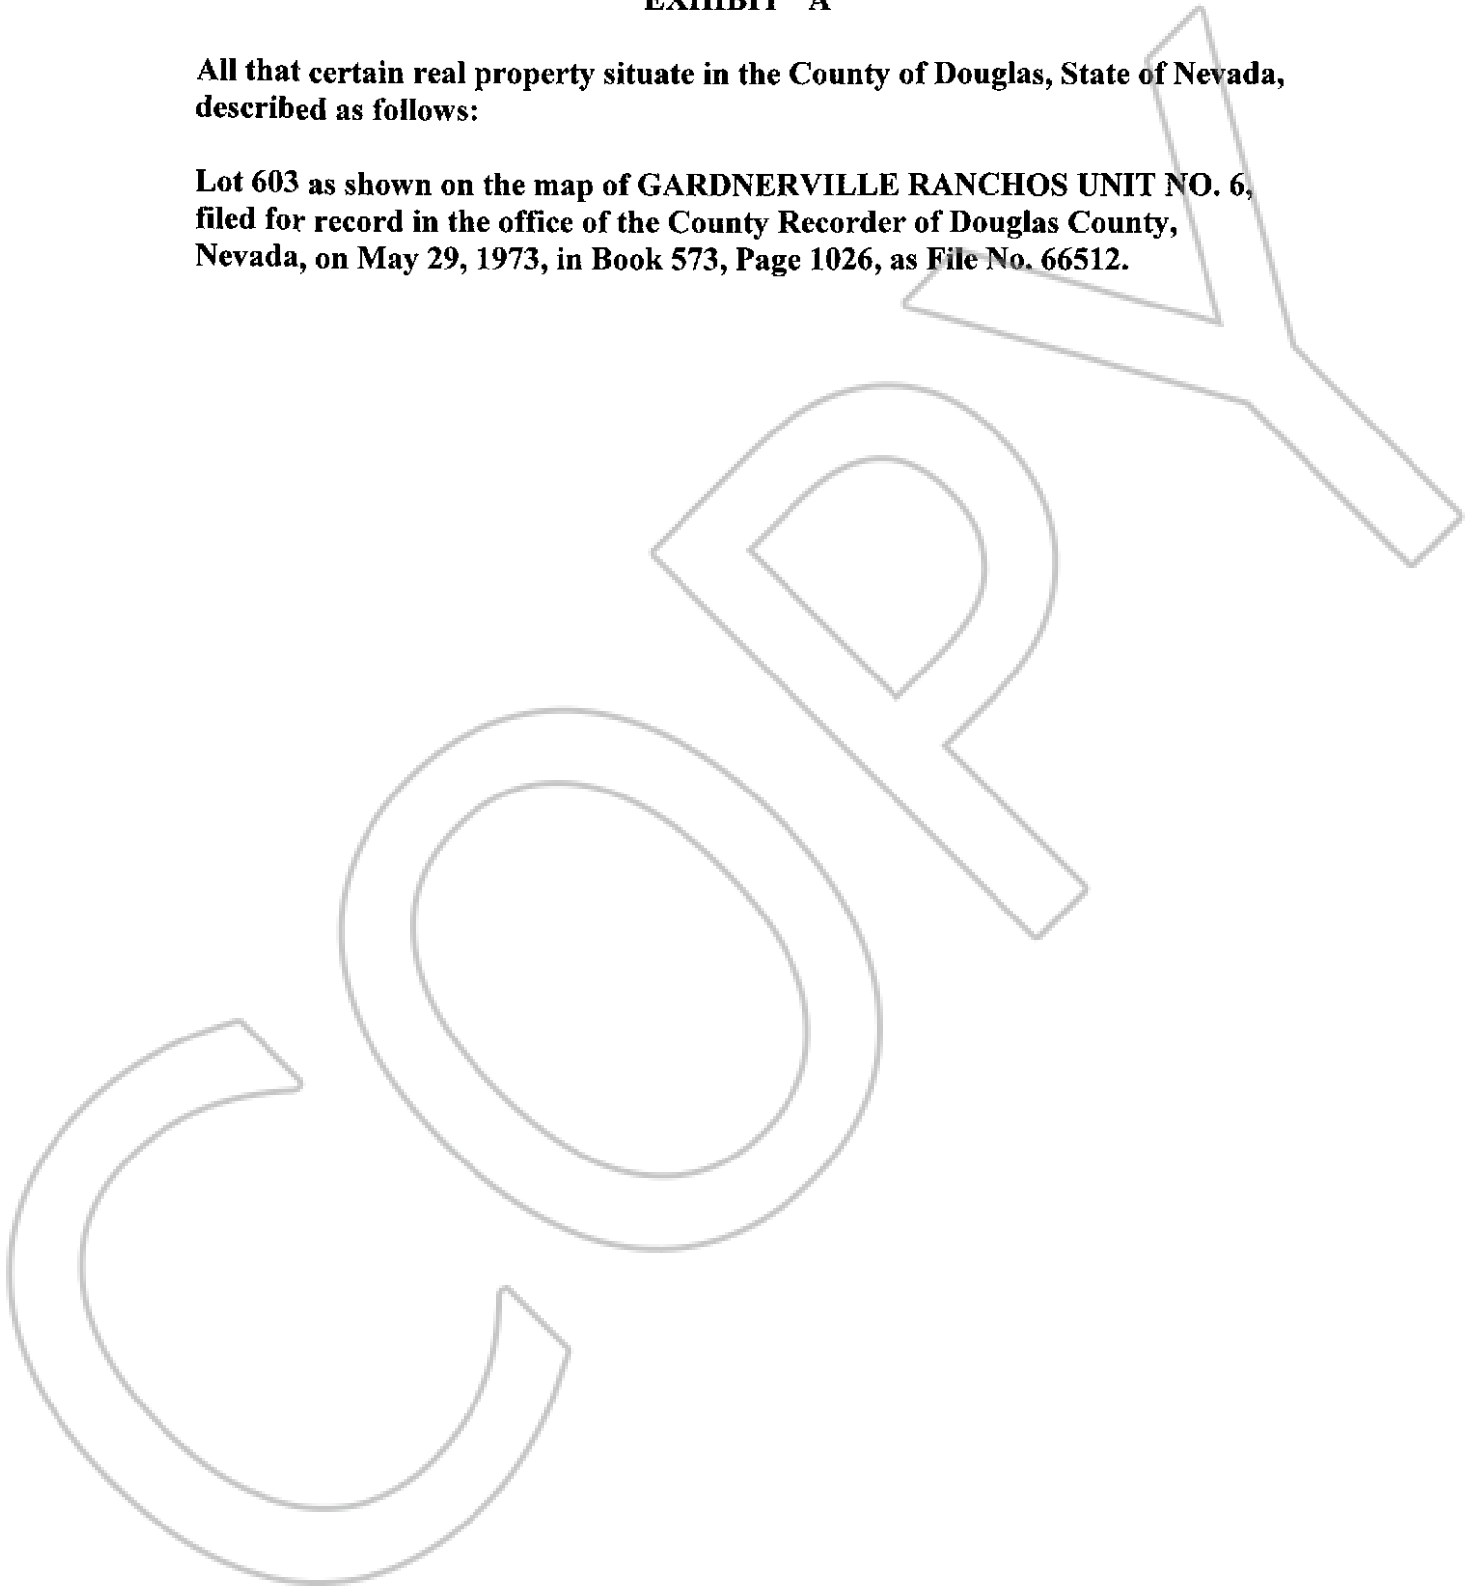 EXHIBIT "A"
All that certain real property situate in the County of Douglas, State of Nevada,
described as follows:
Lot 603 as shown on the map of GARDNERVILLE RANCHOS UNIT NO. 6,
filed for record in the office of the County Recorder of Douglas County,
Nevada, on May 29, 1973, in Book 573, Page 1026, as File No. 66512.
COPY